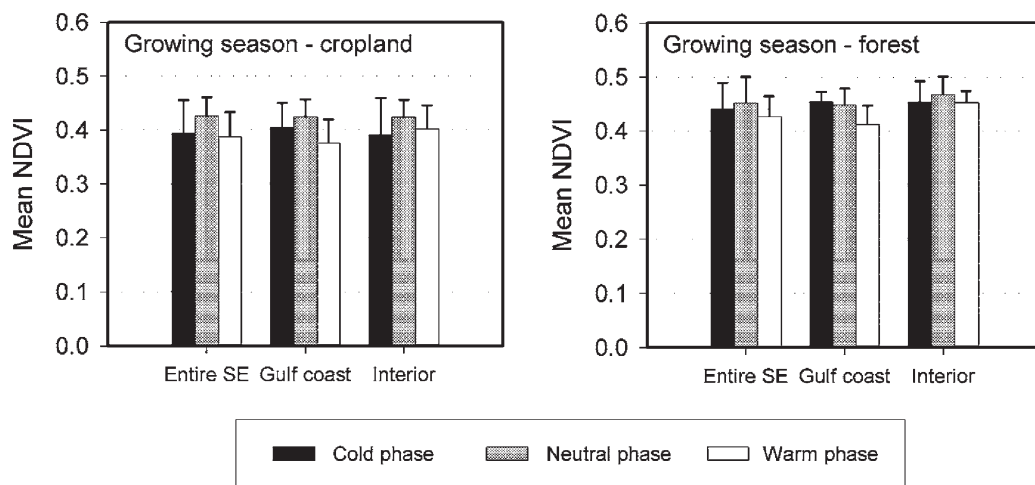 Growing season - cropland
Mean NDVI
0.6
0.5
0.4
0.3
0.2
0.1
0.0
Entire SE Gulf coast Interior
Growing season - forest
Mean NDVI
0.6
0.5
0.4
0.3
0.2
0.1
0.0
Entire SE Gulf coast Interior
Cold phase Neutral phase Warm phase